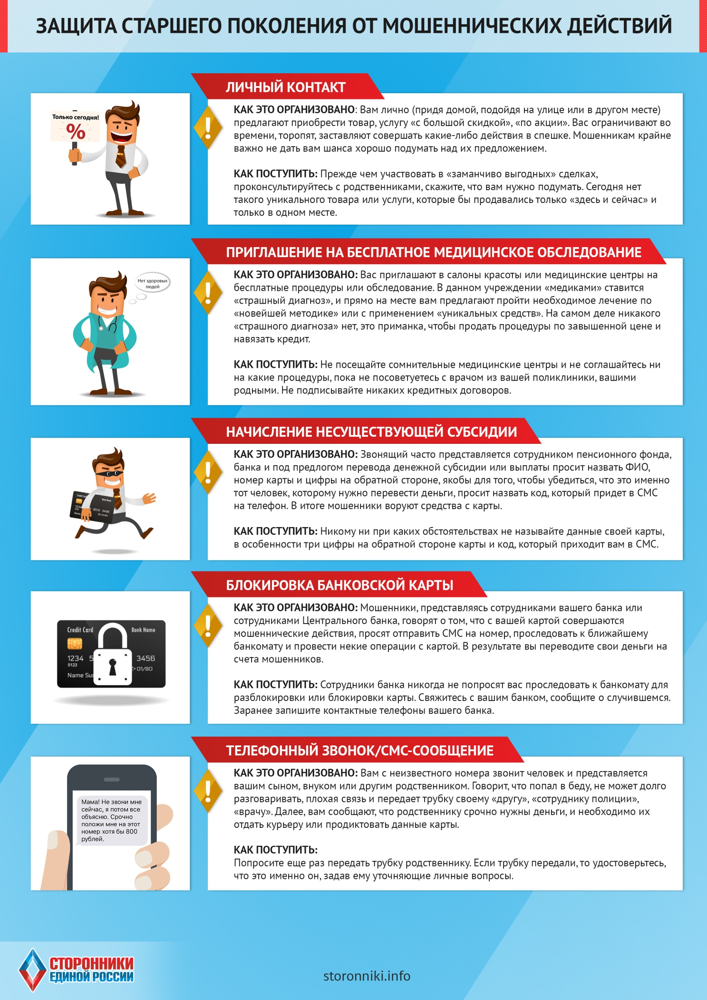 ЗАЩИТА СТАРШЕГО ПОКОЛЕНИЯ ОТ МОШЕННИЧЕСКИХ ДЕЙСТВИЙ
ЛИЧНЫЙ КОНТАКТ
Только сегодня!
%
КАК ЭТО ОРГАНИЗОВАНО: Вам лично (придя домой, подойдя на улице или в другом месте)
предлагают приобрести товар, услугу «с большой скидкой», «по акции». Вас ограничивают во
времени, торопят, заставляют совершать какие-либо действия в спешке. Мошенникам крайне
важно не дать вам шанса хорошо подумать над их предложением.
КАК ПОСТУПИТЬ: Прежде чем участвовать в «заманчиво выгодных» сделках,
проконсультируйтесь с родственниками, скажите, что вам нужно подумать. Сегодня нет
такого уникального товара или услуги, которые бы продавались только «здесь и сейчас» и
только в одном месте.
ПРИГЛАШЕНИЕ НА БЕСПЛАТНОЕ МЕДИЦИНСКОЕ ОБСЛЕДОВАНИЕ
Нет здоровых
людей
КАК ЭТО ОРГАНИЗОВАНО: Вас приглашают в салоны красоты или медицинские центры на
бесплатные процедуры или обследование. В данном учреждении «медиками» ставится
«страшный диагноз», и прямо на месте вам предлагают пройти необходимое лечение по
«новейшей методике» или с применением «уникальных средств». На самом деле никакого
«страшного диагноза» нет, это приманка, чтобы продать процедуры по завышенной цене и
навязать кредит.
КАК ПОСТУПИТЬ: Не посещайте сомнительные медицинские центры и не соглашайтесь ни
на какие процедуры, пока не посоветуетесь с врачом из вашей поликлиники, вашими
родными. Не подписывайте никаких кредитных договоров.
НАЧИСЛЕНИЕ НЕСУЩЕСТВУЮЩЕЙ СУБСИДИИ
Credit Card Bank Name
9012 3456
КАК ЭТО ОРГАНИЗОВАНО: Звонящий часто представляется сотрудником пенсионного фонда,
банка и под предлогом перевода денежной субсидии или выплаты просит назвать ФИО,
номер карты и цифры на обратной стороне, якобы для того, чтобы убедиться, что это именно
тот человек, которому нужно перевести деньги, просит назвать код, который придет в СМС
на телефон. В итоге мошенники воруют средства с карты.
КАК ПОСТУПИТЬ: Никому ни при каких обстоятельствах не называйте данные своей карты,
в особенности три цифры на обратной стороне карты и код, который приходит вам в СМС.
БЛОКИРОВКА БАНКОВСКОЙ КАРТЫ
Credit Card Bank Name
1234 5 3456
0123
01/80
Name Sur
КАК ЭТО ОРГАНИЗОВАНО: Мошенники, представляясь сотрудниками вашего банка или
сотрудниками Центрального банка, говорят о том, что с вашей картой совершаются
мошеннические действия, просят отправить СМС на номер, проследовать к ближайшему
банкомату и провести некие операции с картой. В результате вы переводите свои деньги на
счета мошенников.
КАК ПОСТУПИТЬ: Сотрудники банка никогда не попросят вас проследовать к банкомату для
разблокировки или блокировки карты. Свяжитесь с вашим банком, сообщите о случившемся.
Заранее запишите контактные телефоны вашего банка.
ТЕЛЕФОННЫЙ ЗВОНОК/СМС-СООБЩЕНИЕ
Мама! Не звони мне
сейчас, я потом все
объясню. Срочно
положи мне на этот
номер хотя бы 800
рублей.
КАК ЭТО ОРГАНИЗОВАНО: Вам с неизвестного номера звонит человек и представляется
вашим сыном, внуком или другим родственником. Говорит, что попал в беду, не может долго
разговаривать, плохая связь и передает трубку своему «другу», «сотруднику полиции»,
«врачу». Далее, вам сообщают, что родственнику срочно нужны деньги, и необходимо их
отдать курьеру или продиктовать данные карты.
КАК ПОСТУПИТЬ:
Попросите еще раз передать трубку родственнику. Если трубку передали, то удостоверьтесь,
что это именно он, задав ему уточняющие личные вопросы.
СТОРОННИКИ
ЕДИНОЙ РОССИИ
storonniki.info